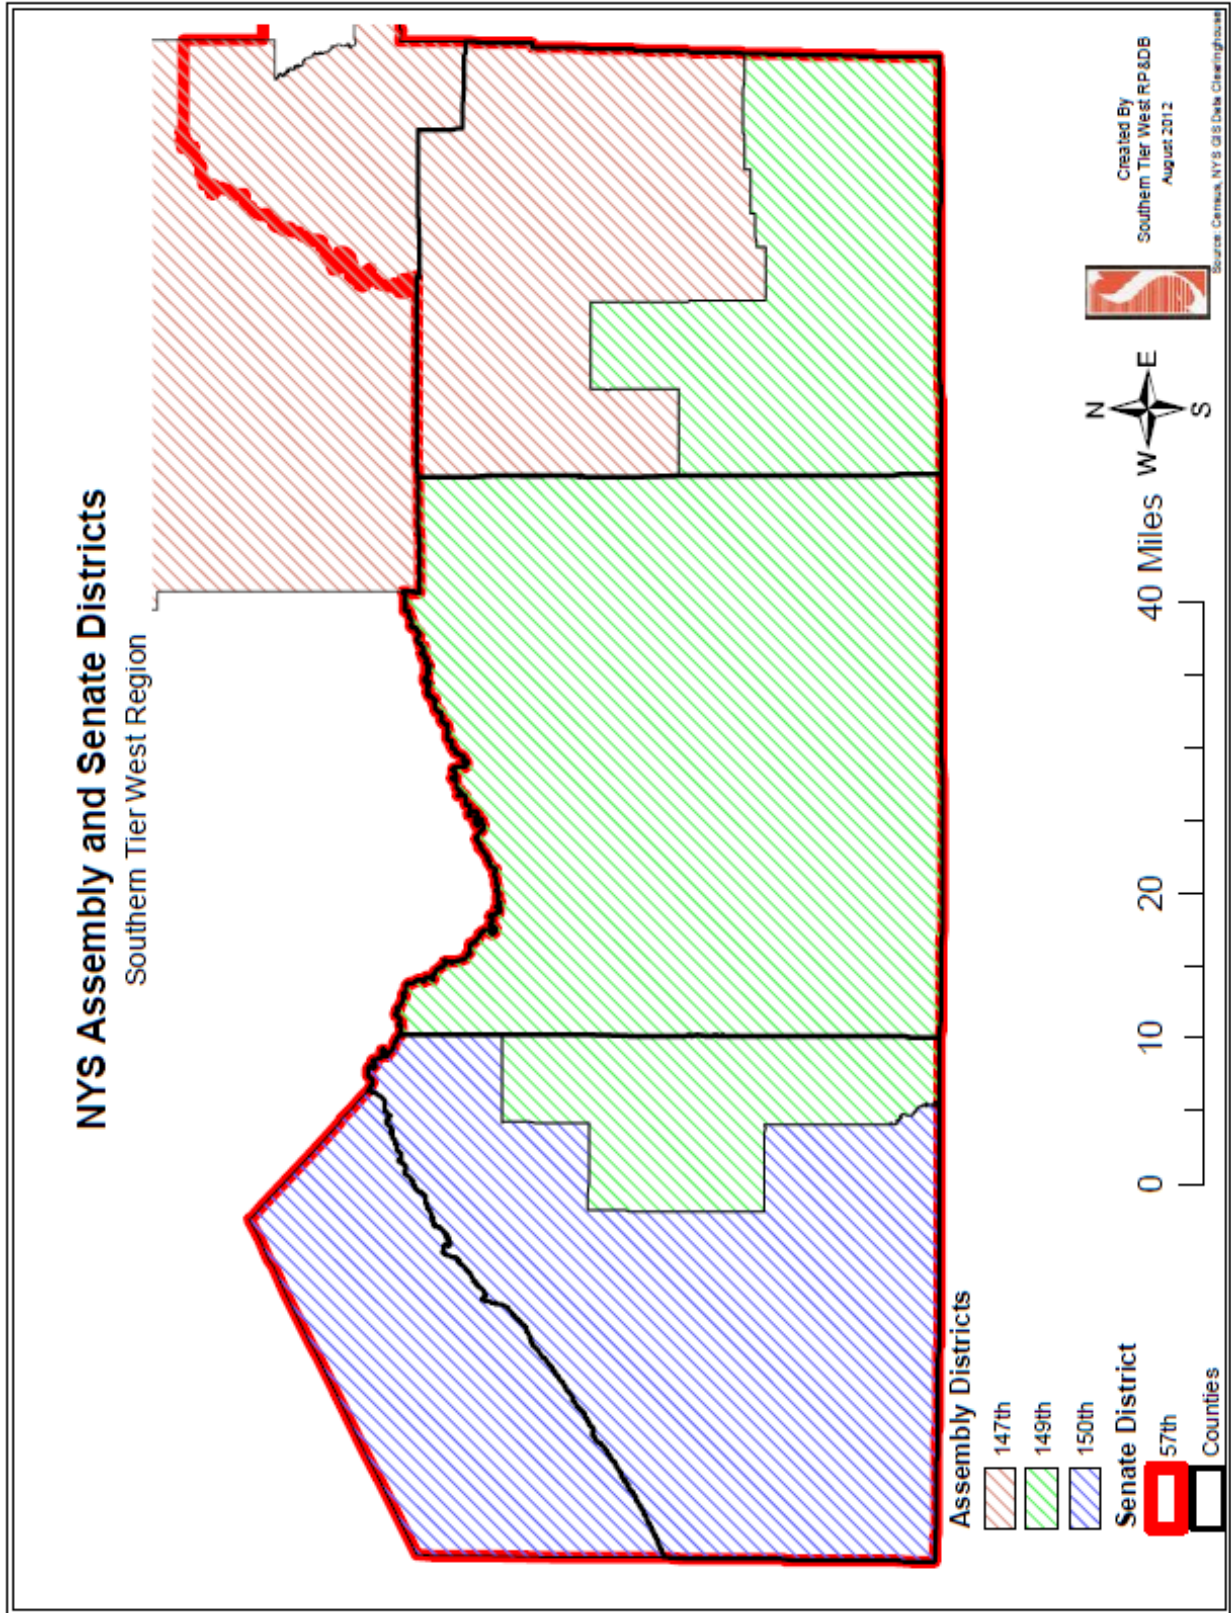 NYS Assembly and Senate Districts
Southern Tier West Region
Assembly Districts
147th
149th
150th
Senate District
57th
Counties
0 10 20 40 Miles
N
W E
S
Created By
Southern Tier West RP&DB
August 2012
Source: Census, NYS GIS Data Clearinghouse